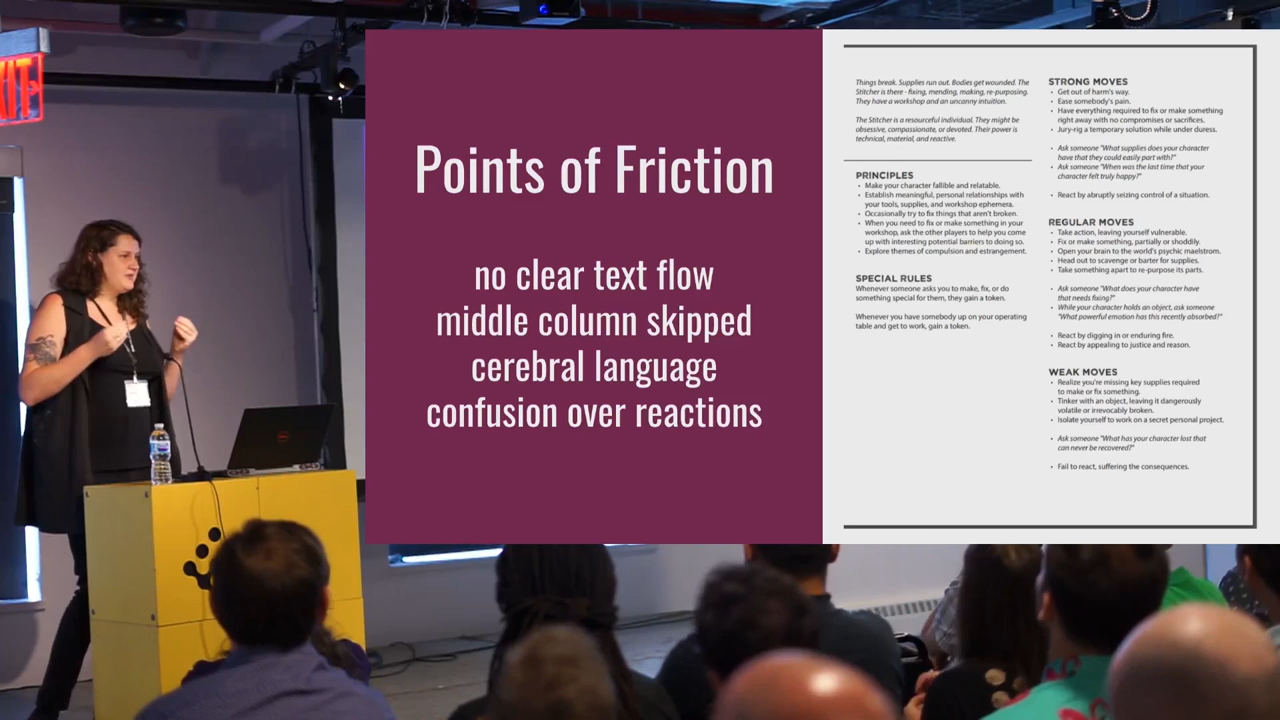 EXIT
Points of Friction
no clear text flow
middle column skipped
cerebral language
confusion over reactions
Things break. Supplies run out. Bodies get wounded. The
Stitcher is there - fixing, mending, making, re-purposing.
They have a workshop and an uncanny intuition.
The Stitcher is a resourceful individual. They might be
obsessive, compassionate, or devoted. Their power is
technical, material, and reactive.
PRINCIPLES
• Make your character fallible and relatable.
• Establish meaningful, personal relationships with
your tools, supplies, and workshop ephemera.
• Occasionally try to fix things that aren't broken.
• When you need to fix or make something in your
workshop, ask the other players to help you come
up with interesting potential barriers to doing so.
• Explore themes of compulsion and estrangement.
SPECIAL RULES
Whenever someone asks you to make, fix, or do
something special for them, they gain a token.
Whenever you have somebody up on your operating
table and get to work, gain a token.
STRONG MOVES
• Get out of harm's way.
• Ease somebody's pain.
• Have everything required to fix or make something
right away with no compromises or sacrifices.
• Jury-rig a temporary solution while under duress.
• Ask someone "What supplies does your character
have that they could easily part with?"
• Ask someone "When was the last time that your
character felt truly happy?"
• React by abruptly seizing control of a situation.
REGULAR MOVES
• Take action, leaving yourself vulnerable.
• Fix or make something, partially or shoddily.
• Open your brain to the world's psychic maelstrom.
• Head out to scavenge or barter for supplies.
• Take something apart to re-purpose its parts.
• Ask someone "What does your character have
that needs fixing?"
• While your character holds an object, ask someone
"What powerful emotion has this recently absorbed?"
• React by digging in or enduring fire.
• React by appealing to justice and reason.
WEAK MOVES
• Realize you're missing key supplies required
to make or fix something.
• Tinker with an object, leaving it dangerously
volatile or irrevocably broken.
• Isolate yourself to work on a secret personal project.
• Ask someone "What has your character lost that
can never be recovered?"
• Fail to react, suffering the consequences.